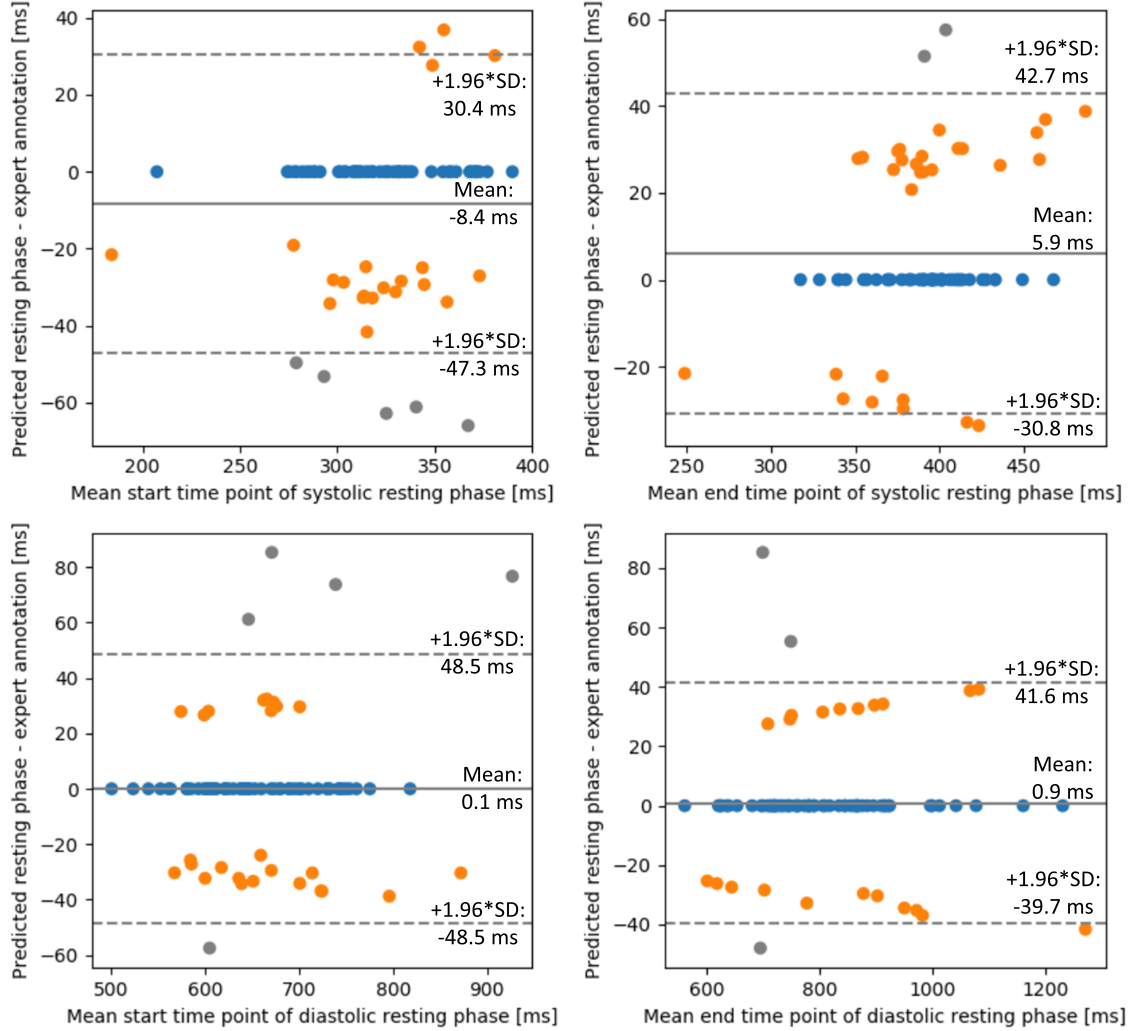 Predicted resting phase - expert annotation [ms]
40
20
0
−20
−40
−60
+1.96*SD:
30.4 ms
Mean:
-8.4 ms
+1.96*SD:
-47.3 ms
200
250
300
350
400
Mean start time point of systolic resting phase [ms]
Predicted resting phase - expert annotation [ms]
60
40
20
0
−20
+1.96*SD:
42.7 ms
Mean:
5.9 ms
+1.96*SD:
-30.8 ms
250
300
350
400
450
Mean end time point of systolic resting phase [ms]
Predicted resting phase - expert annotation [ms]
80
60
40
20
0
−20
−40
−60
+1.96*SD:
48.5 ms
Mean:
0.1 ms
+1.96*SD:
-48.5 ms
500
600
700
800
900
Mean start time point of diastolic resting phase [ms]
Predicted resting phase - expert annotation [ms]
80
60
40
20
0
−20
−40
+1.96*SD:
41.6 ms
Mean:
0.9 ms
+1.96*SD:
-39.7 ms
600
800
1000
1200
Mean end time point of diastolic resting phase [ms]